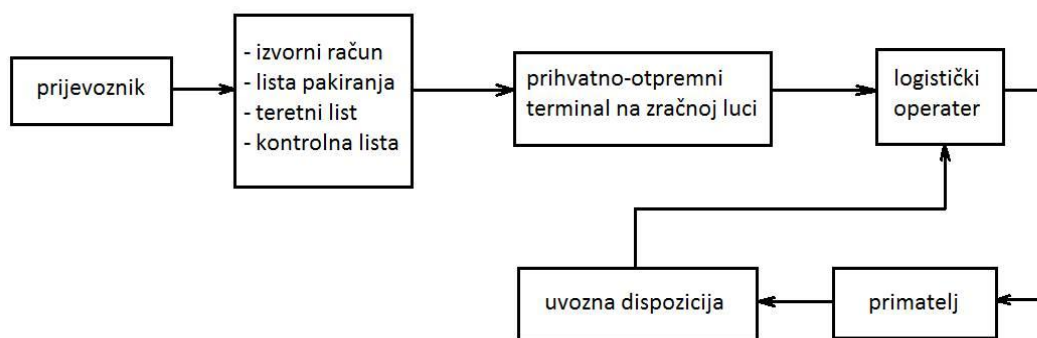 prijevoznik
- izvorni račun
- lista pakiranja
- teretni list
- kontrolna lista
prihvatno-otpremni
terminal na zračnoj luci
logistički
operater
uvozna dispozicija
primatelj